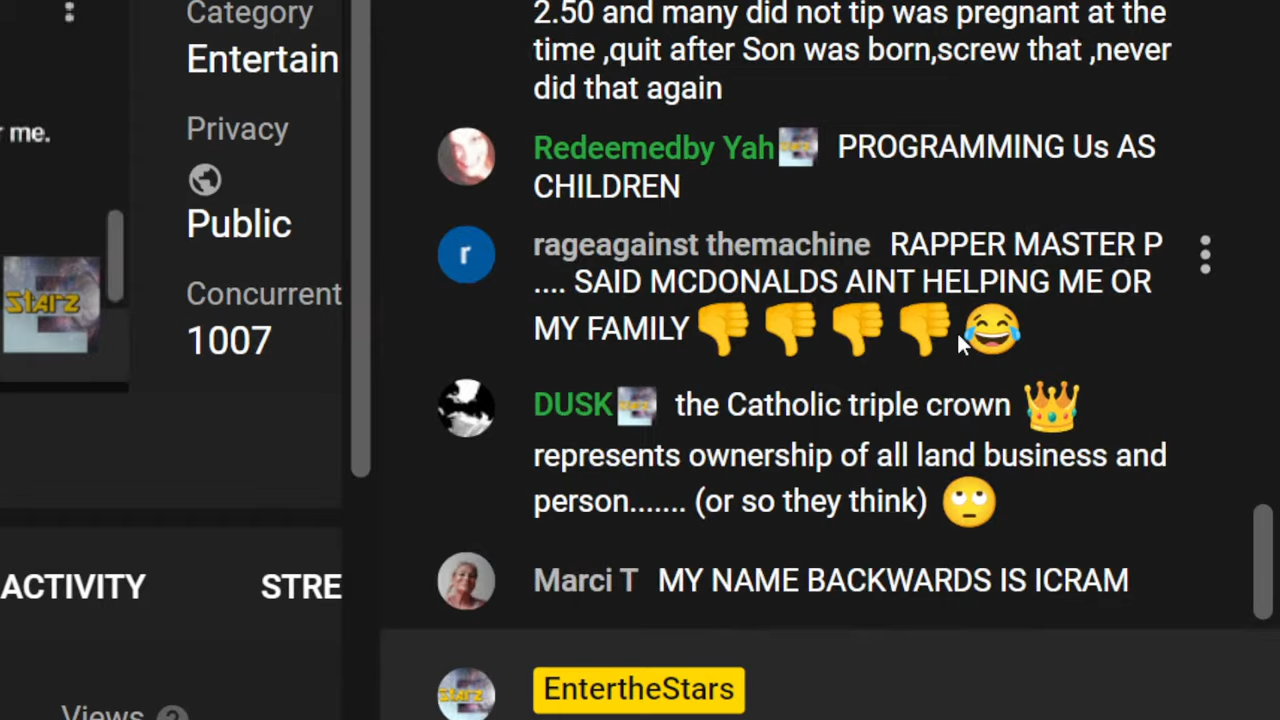 Category
Entertain
Privacy
Public
Concurrent
1007
r me.
Starz
ACTIVITY STRE
Views ?
2.50 and many did not tip was pregnant at the
time ,quit after Son was born,screw that ,never
did that again
Redeemedby Yah PROGRAMMING Us AS
CHILDREN
r
rageagainst themachine RAPPER MASTER P
.... SAID MCDONALDS AINT HELPING ME OR
MY FAMILY 👎👎👎👎😂
DUSK the Catholic triple crown 👑
represents ownership of all land business and
person....... (or so they think) 🙄
Marci T MY NAME BACKWARDS IS ICRAM
Starz
EntertheStars